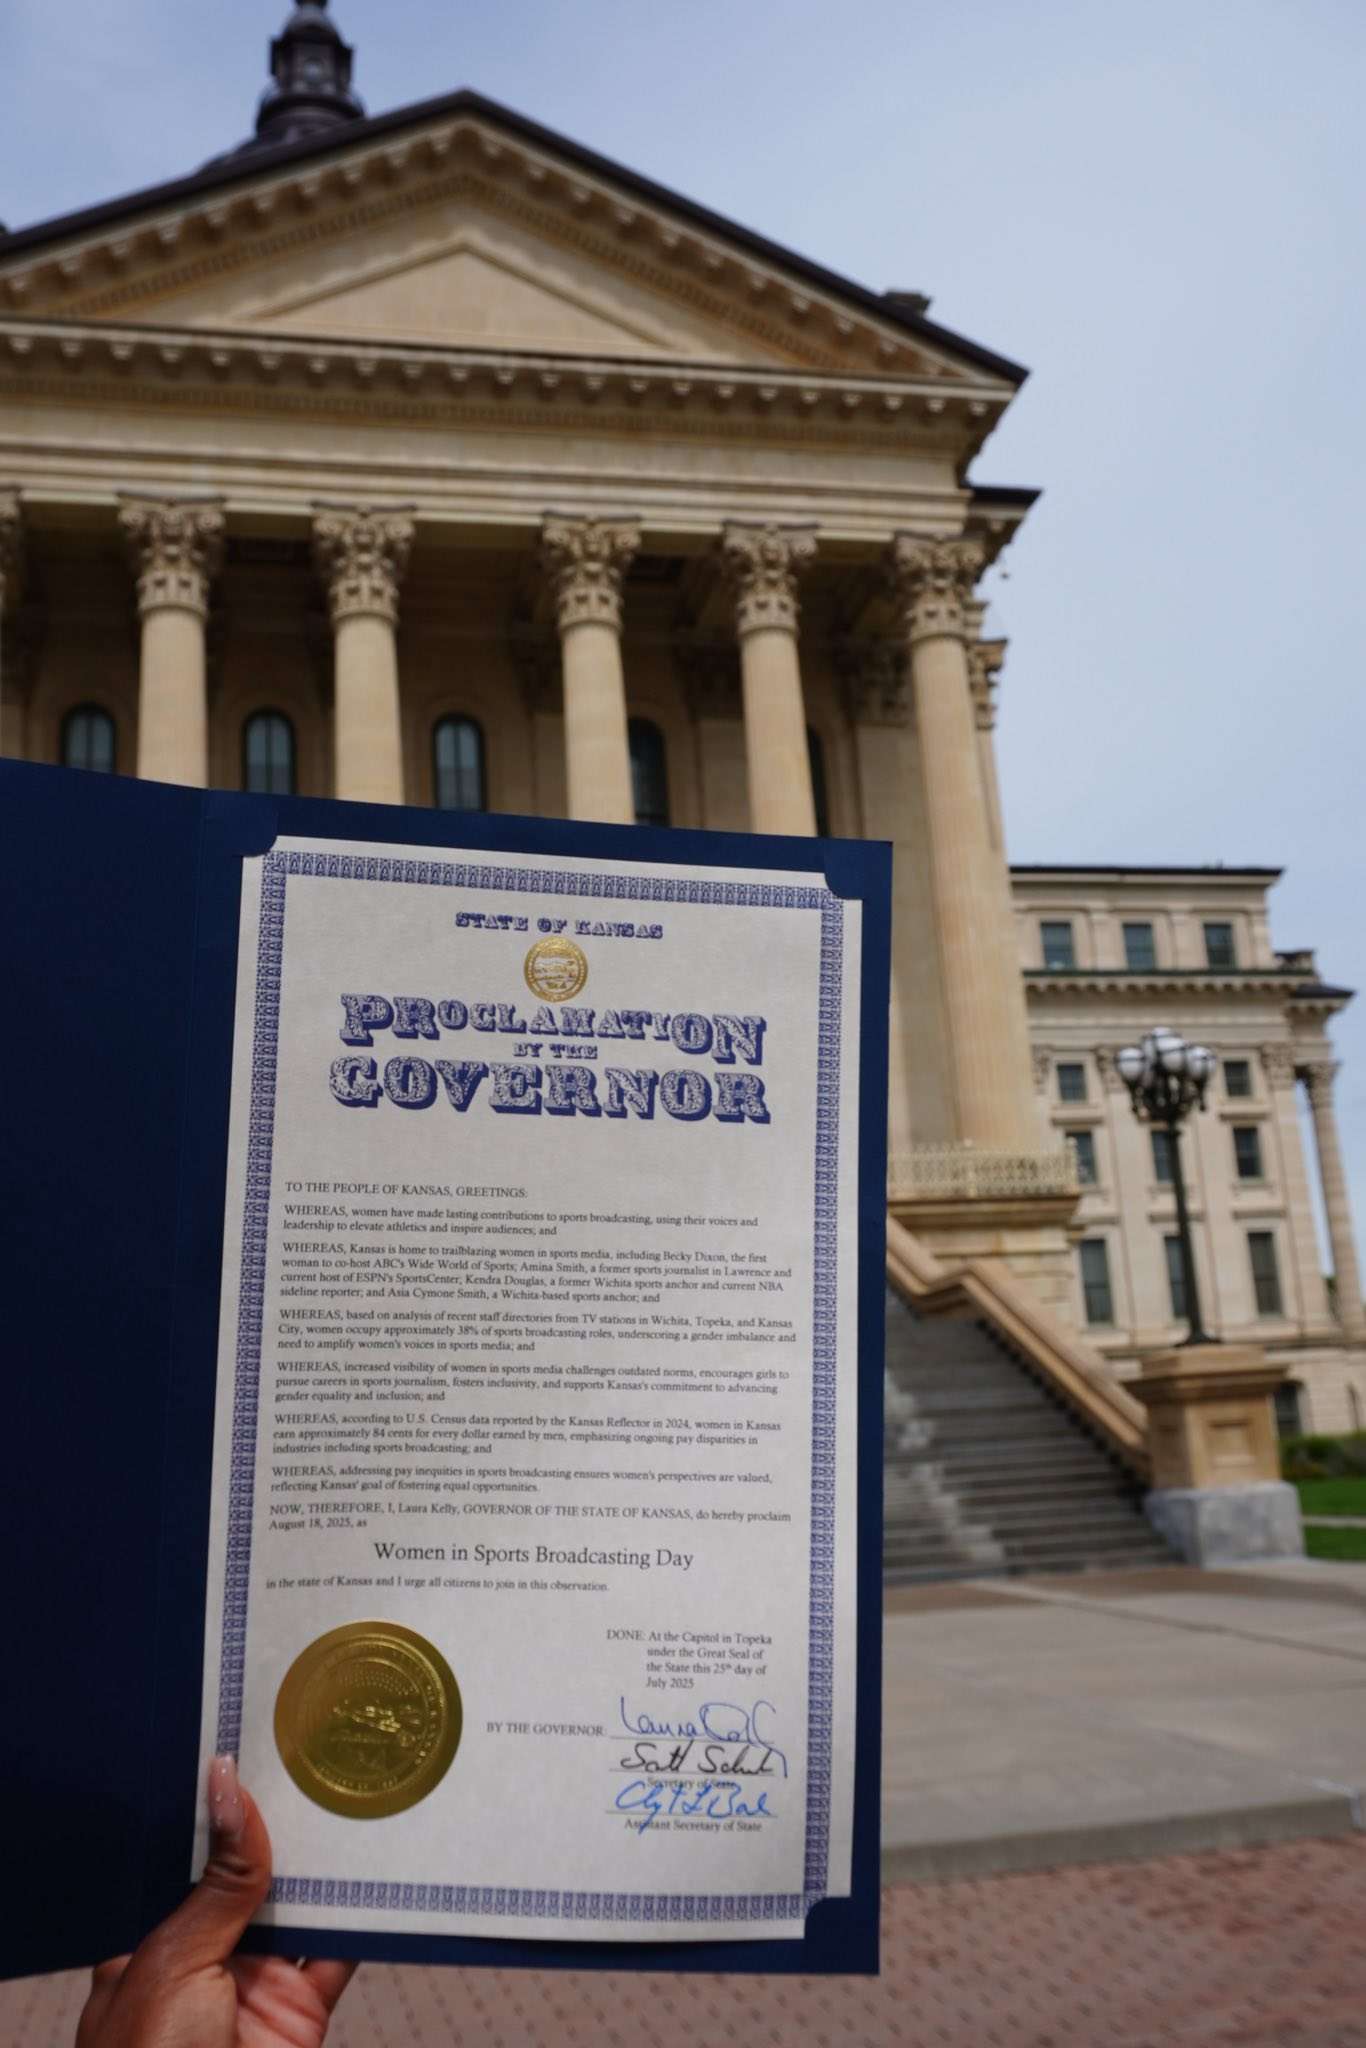 STATE OF KANSAS
PROCLAMATION
BY THE
GOVERNOR
TO THE PEOPLE OF KANSAS, GREETINGS:
WHEREAS, women have made lasting contributions to sports broadcasting, using their voices and
leadership to elevate athletics and inspire audiences; and
WHEREAS, Kansas is home to trailblazing women in sports media, including Becky Dixon, the first
woman to co-host ABC's Wide World of Sports; Amina Smith, a former sports journalist in Lawrence and
current host of ESPN's SportsCenter; Kendra Douglas, a former Wichita sports anchor and current NBA
sideline reporter; and Asia Cymone Smith, a Wichita-based sports anchor; and
WHEREAS, based on analysis of recent staff directories from TV stations in Wichita, Topeka, and Kansas
City, women occupy approximately 38% of sports broadcasting roles, underscoring a gender imbalance and
need to amplify women's voices in sports media; and
WHEREAS, increased visibility of women in sports media challenges outdated norms, encourages girls to
pursue careers in sports journalism, fosters inclusivity, and supports Kansas's commitment to advancing
gender equality and inclusion; and
WHEREAS, according to U.S. Census data reported by the Kansas Reflector in 2024, women in Kansas
earn approximately 84 cents for every dollar earned by men, emphasizing ongoing pay disparities in
industries including sports broadcasting; and
WHEREAS, addressing pay inequities in sports broadcasting ensures women's perspectives are valued,
reflecting Kansas' goal of fostering equal opportunities.
NOW, THEREFORE, I, Laura Kelly, GOVERNOR OF THE STATE OF KANSAS, do hereby proclaim
August 18, 2025, as
Women in Sports Broadcasting Day
in the state of Kansas and I urge all citizens to join in this observation.
DONE: At the Capitol in Topeka
under the Great Seal of
the State this 25th day of
July 2025
BY THE GOVERNOR: Laura Kelly
Scott Schwab
Secretary of State
Assistant Secretary of State